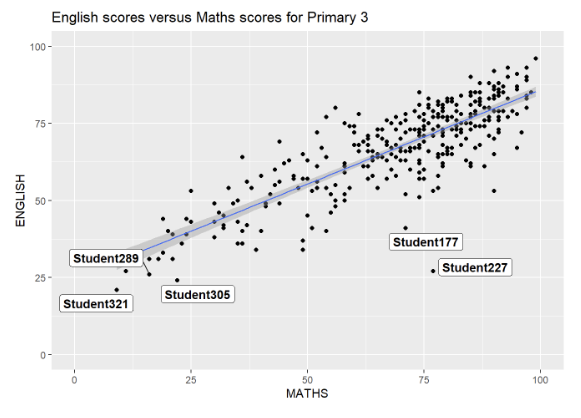 English scores versus Maths scores for Primary 3
100
75
50
25
0
ENGLISH
Student289
Student321
Student305
Student177
Student227
0
25
50
75
100
MATHS